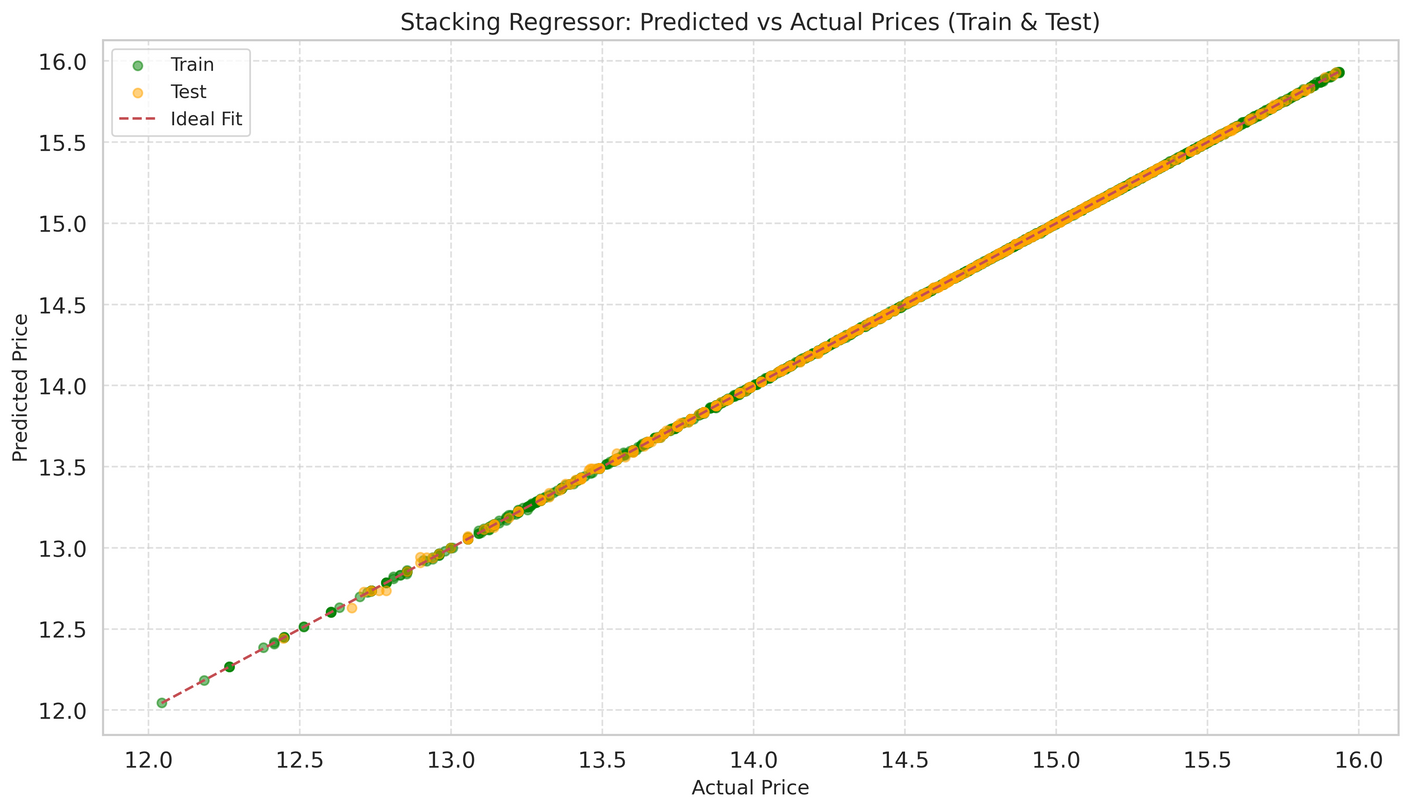 Stacking Regressor: Predicted vs Actual Prices (Train & Test)
Train
Test
Ideal Fit
16.0
15.5
15.0
14.5
14.0
13.5
13.0
12.5
12.0
Predicted Price
12.0 12.5 13.0 13.5 14.0 14.5 15.0 15.5 16.0
Actual Price